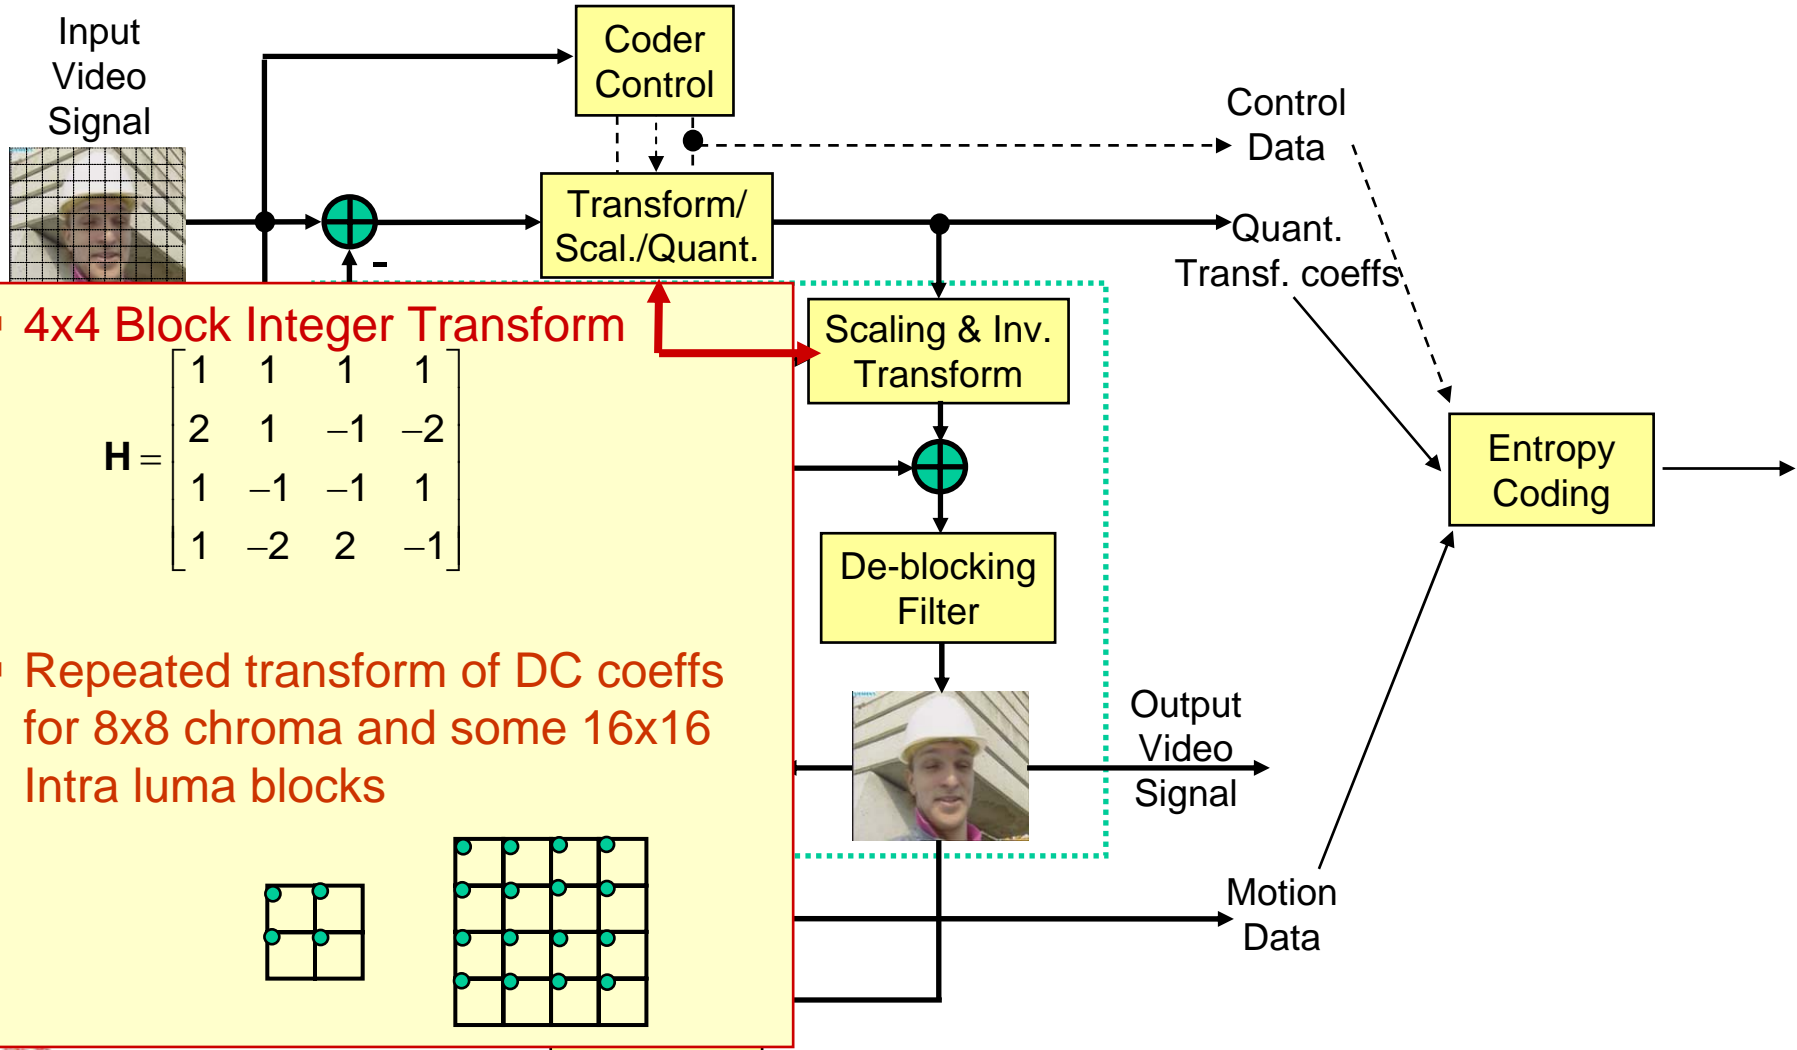 Input
Video
Signal
Coder
Control
Control
Data
Transform/
Scal./Quant.
Quant.
Transf. coeffs
-
4x4 Block Integer Transform
H = [1 1 1 1
2 1 −1 −2
1 −1 −1 1
1 −2 2 −1]
Scaling & Inv.
Transform
Entropy
Coding
De-blocking
Filter
Repeated transform of DC coeffs
for 8x8 chroma and some 16x16
Intra luma blocks
Output
Video
Signal
Motion
Data